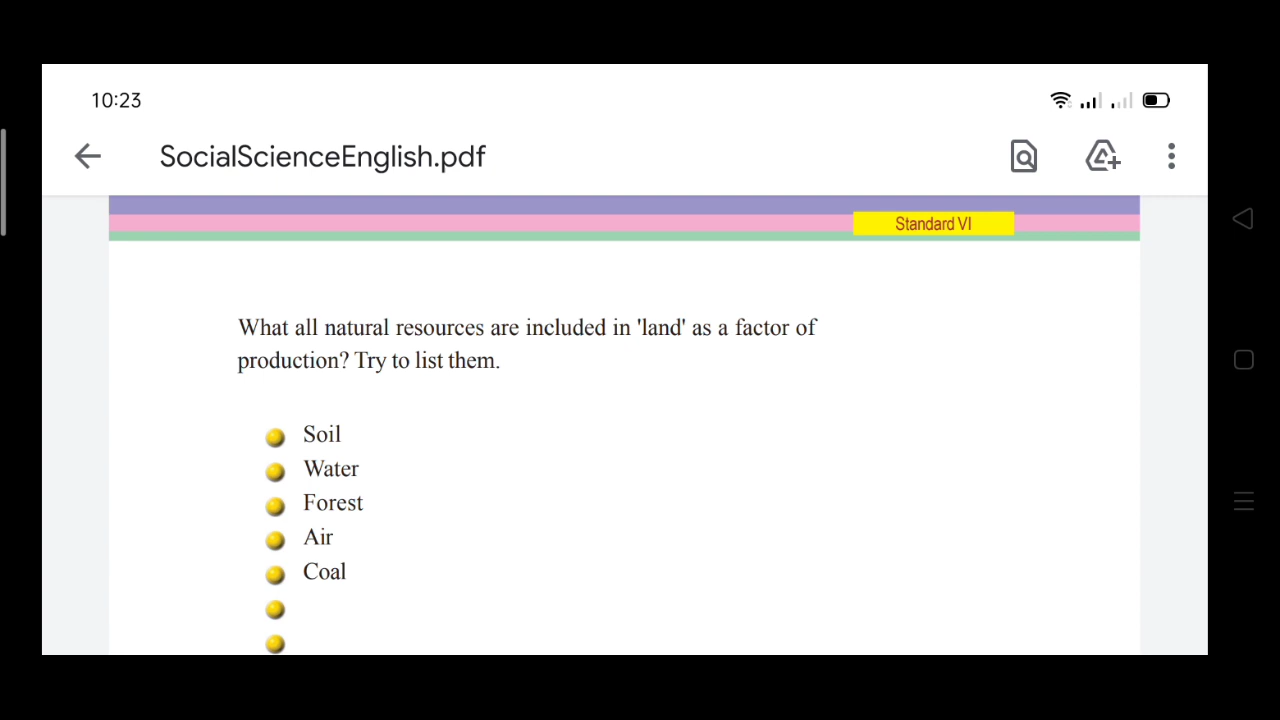 10:23
SocialScienceEnglish.pdf
Standard VI
What all natural resources are included in 'land' as a factor of
production? Try to list them.
Soil
Water
Forest
Air
Coal